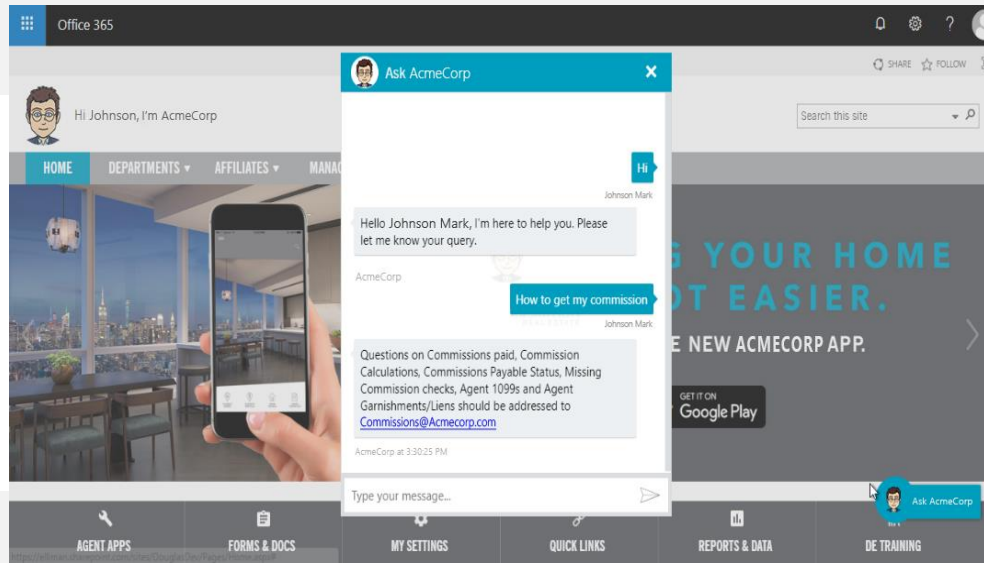 Office 365
?
SHARE FOLLOW
Hi Johnson, I'm AcmeCorp
Search this site
HOME DEPARTMENTS AFFILIATES
Ask AcmeCorp
Hi
Johnson Mark
Hello Johnson Mark, I'm here to help you. Please
let me know your query.
AcmeCorp
How to get my commission
Johnson Mark
Questions on Commissions paid, Commission
Calculations, Commissions Payable Status, Missing
Commission checks, Agent 1099s and Agent
Garnishments/Liens should be addressed to
Commissions@Acmecorp.com
AcmeCorp at 3:30:25 PM
Type your message...
YOUR HOME
EASIER.
NEW ACMECORP APP.
GET IT ON
Google Play
Ask AcmeCorp
AGENT APPS
FORMS & DOCS
MY SETTINGS
QUICK LINKS
REPORTS & DATA
DE TRAINING